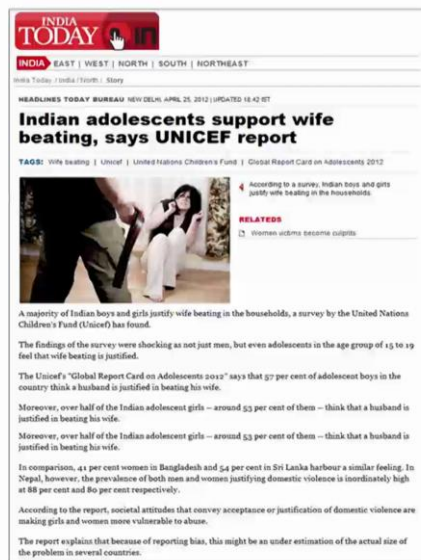 INDIA
TODAY in
INDIA EAST | WEST | NORTH | SOUTH | NORTHEAST
India Today / India / North: Story
HEADLINES TODAY BUREAU NEW DELHI, APRIL 25, 2012 | UPDATED 18:42 IST
Indian adolescents support wife
beating, says UNICEF report
TAGS: Wife beating | Unicef | United Nations Children's Fund | Global Report Card on Adolescents 2012
According to a survey, Indian boys and girls
justify wife beating in the households.
RELATEDS
Women victims become culprits
A majority of Indian boys and girls justify wife beating in the households, a survey by the United Nations
Children's Fund (Unicef) has found.
The findings of the survey were shocking as not just men, but even adolescents in the age group of 15 to 19
feel that wife beating is justified.
The Unicef's "Global Report Card on Adolescents 2012" says that 57 per cent of adolescent boys in the
country think a husband is justified in beating his wife.
Moreover, over half of the Indian adolescent girls -- around 53 per cent of them -- think that a husband is
justified in beating his wife.
Moreover, over half of the Indian adolescent girls -- around 53 per cent of them -- think that a husband is
justified in beating his wife.
In comparison, 41 per cent women in Bangladesh and 54 per cent in Sri Lanka harbour a similar feeling. In
Nepal, however, the prevalence of both men and women justifying domestic violence is inordinately high
at 88 per cent and 80 per cent respectively.
According to the report, societal attitudes that convey acceptance or justification of domestic violence are
making girls and women more vulnerable to abuse.
The report explains that because of reporting bias, this might be an under estimation of the actual size of
the problem in several countries.